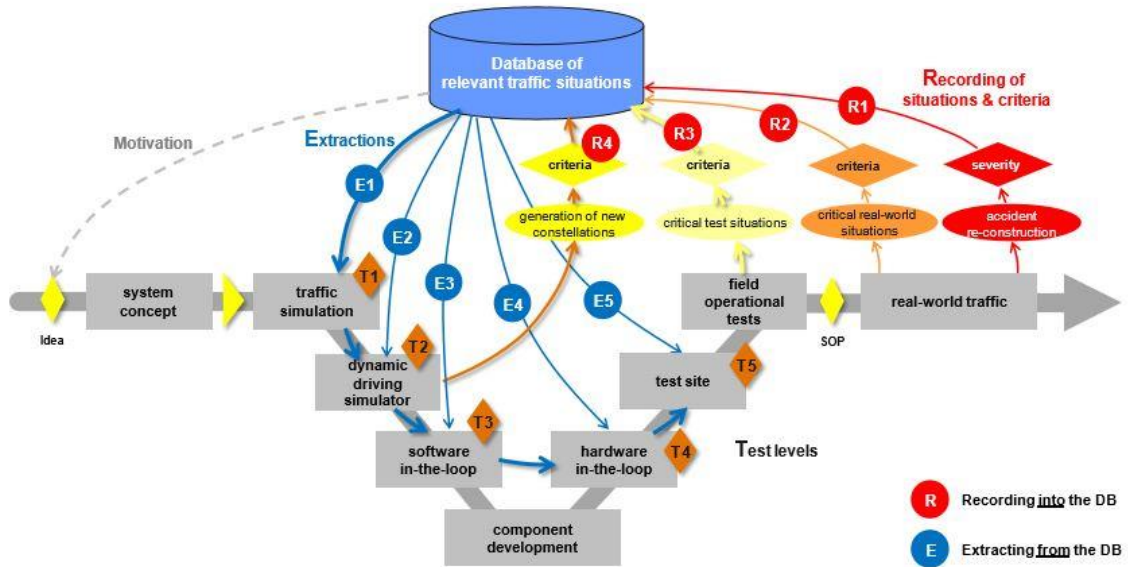 Database of
relevant traffic situations
Recording of
situations & criteria
Motivation
Extractions
R1
R2
R3
R4
criteria
criteria
criteria
severity
E1
generation of new
constellations
critical test situations
critical real-world
situations
accident
re-construction
E2
E3
E4
E5
T1
system
concept
traffic
simulation
field
operational
tests
real-world traffic
Idea
SOP
T2
dynamic
driving
simulator
test site
T5
T3
software
in-the-loop
hardware
in-the-loop
T4
Test levels
component
development
R Recording into the DB
E Extracting from the DB